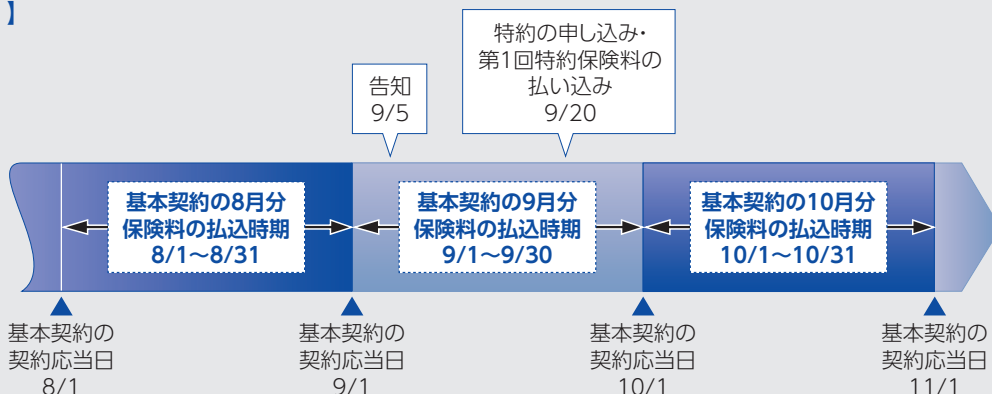 】
特約の申し込み・
第1回特約保険料の
払い込み
9/20
告知
9/5
基本契約の8月分
保険料の払込時期
8/1～8/31
基本契約の9月分
保険料の払込時期
9/1～9/30
基本契約の10月分
保険料の払込時期
10/1～10/31
基本契約の
契約応当日
8/1
基本契約の
契約応当日
9/1
基本契約の
契約応当日
10/1
基本契約の
契約応当日
11/1